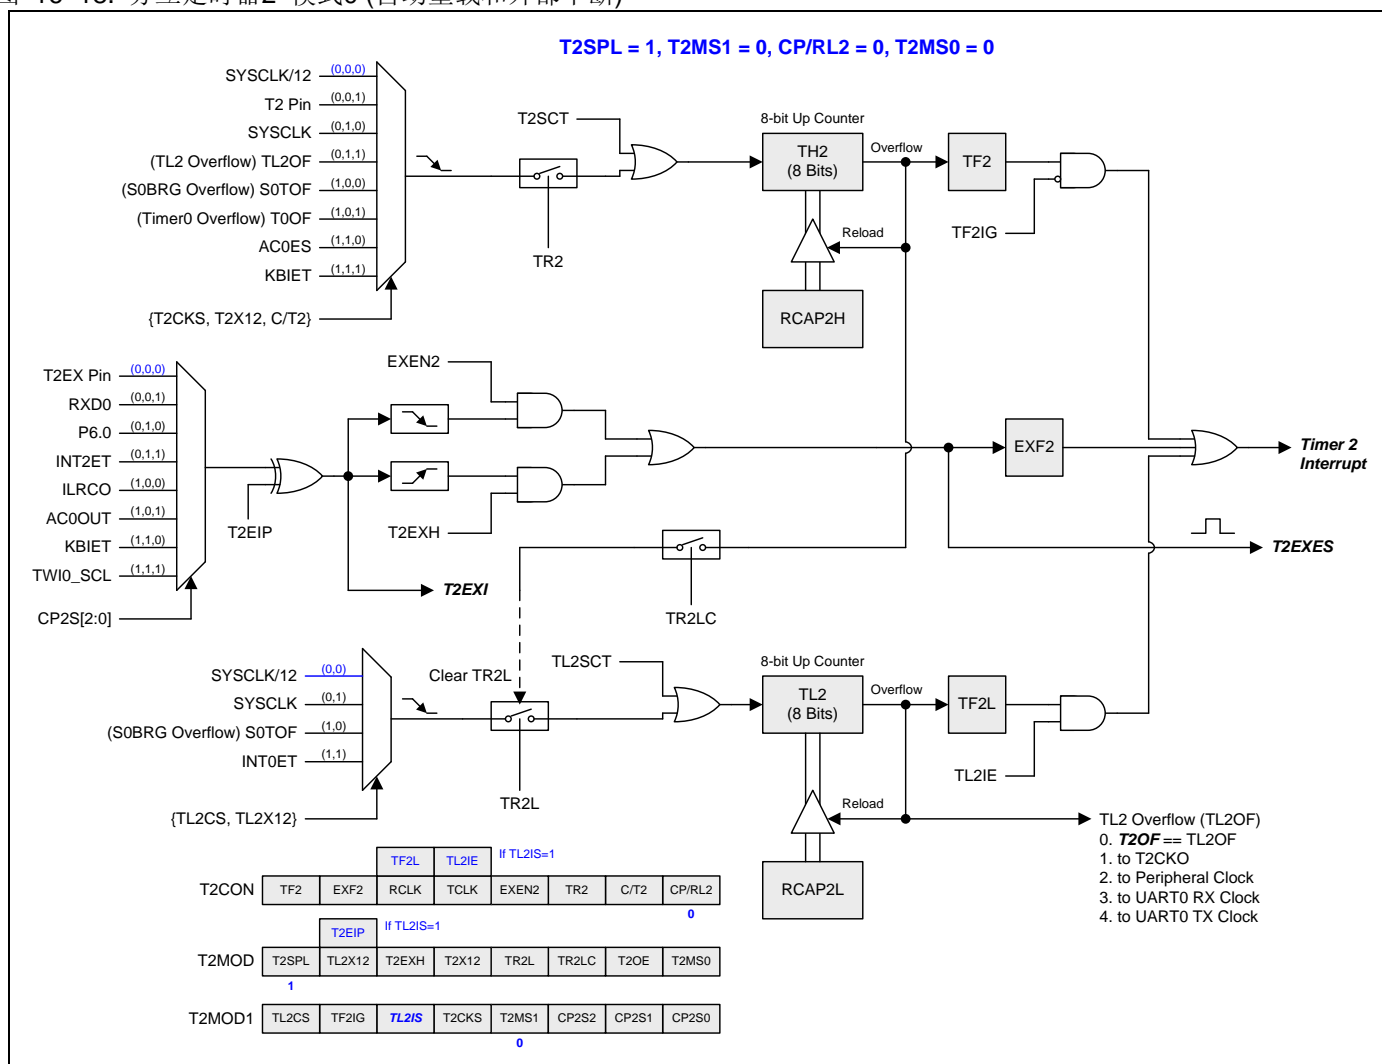 T2SPL = 1, T2MS1 = 0, CP/RL2 = 0, T2MS0 = 0
SYSCLK/12 (0,0,0)
T2 Pin (0,0,1)
SYSCLK (0,1,0)
(TL2 Overflow) TL2OF (0,1,1)
(S0BRG Overflow) S0TOF (1,0,0)
(Timer0 Overflow) T0OF (1,0,1)
AC0ES (1,1,0)
KBIET (1,1,1)
{T2CKS, T2X12, C/T2}
T2SCT
TR2
8-bit Up Counter
TH2
(8 Bits)
Overflow
Reload
RCAP2H
TF2
TF2IG
T2EX Pin (0,0,0)
RXD0 (0,0,1)
P6.0 (0,1,0)
INT2ET (0,1,1)
ILRCO (1,0,0)
AC0OUT (1,0,1)
KBIET (1,1,0)
TWI0_SCL (1,1,1)
CP2S[2:0]
T2EIP
EXEN2
T2EXH
T2EXI
EXF2
Timer 2
Interrupt
T2EXES
TR2LC
Clear TR2L
SYSCLK/12 (0,0)
SYSCLK (0,1)
(S0BRG Overflow) S0TOF (1,0)
INT0ET (1,1)
{TL2CS, TL2X12}
TR2L
TL2SCT
8-bit Up Counter
TL2
(8 Bits)
Overflow
Reload
RCAP2L
TF2L
TL2IE
TL2 Overflow (TL2OF)
0. T2OF == TL2OF
1. to T2CKO
2. to Peripheral Clock
3. to UART0 RX Clock
4. to UART0 TX Clock
TF2L TL2IE If TL2IS=1
T2CON TF2 EXF2 RCLK TCLK EXEN2 TR2 C/T2 CP/RL2
0
T2EIP If TL2IS=1
T2MOD T2SPL TL2X12 T2EXH T2X12 TR2L TR2LC T2OE T2MS0
1
T2MOD1 TL2CS TF2IG TL2IS T2CKS T2MS1 CP2S2 CP2S1 CP2S0
0